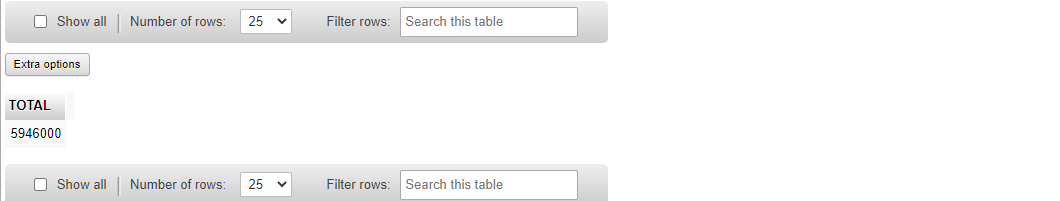 Show all Number of rows: 25 Filter rows: Search this table
Extra options
TOTAL
5946000
Show all Number of rows: 25 Filter rows: Search this table